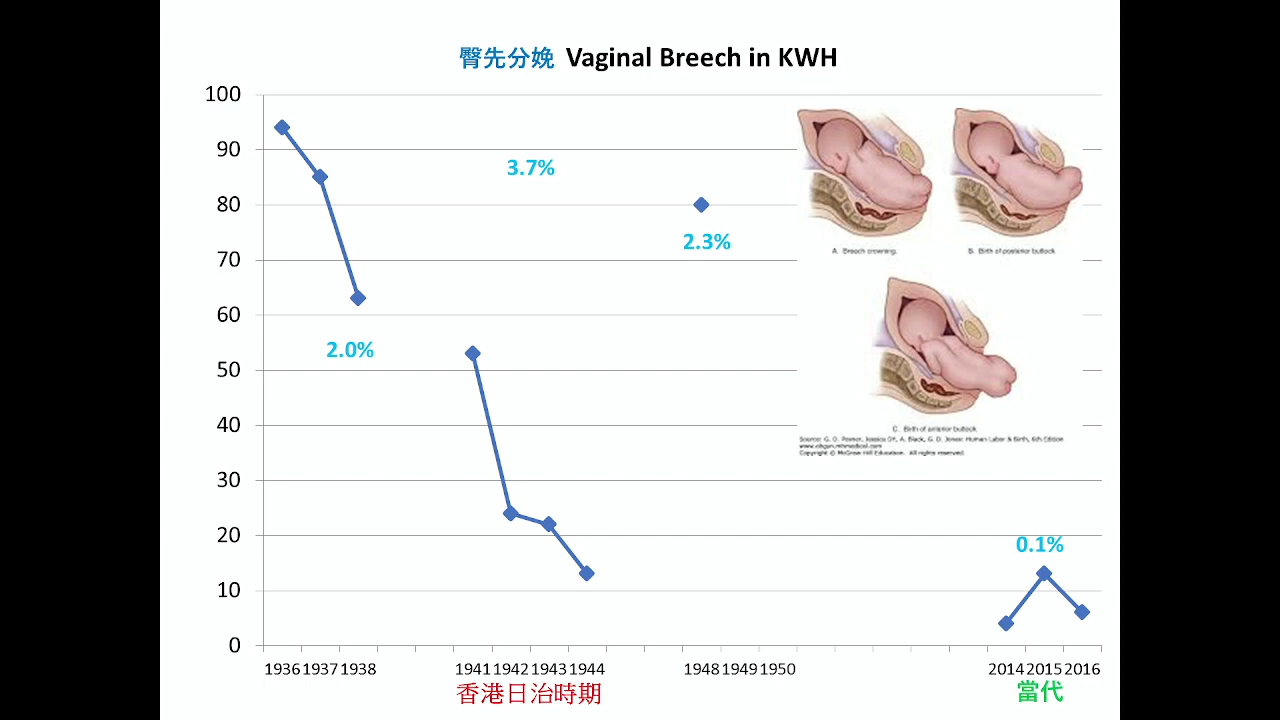 臀先分娩 Vaginal Breech in KWH
100
90
80
70
60
50
40
30
20
10
0
3.7%
2.3%
2.0%
0.1%
A. Breech crowning.
B. Birth of posterior buttock
C. Birth of anterior buttock
Source: G. D. Posner, Jessica DY, A. Black, G. D. Jones: Human Labor & Birth, 6th Edition
www.obgyn.mhmedical.com
Copyright © McGraw Hill Education. All rights reserved.
1936 1937 1938 1941 1942 1943 1944 1948 1949 1950 2014 2015 2016
香港日治時期
當代